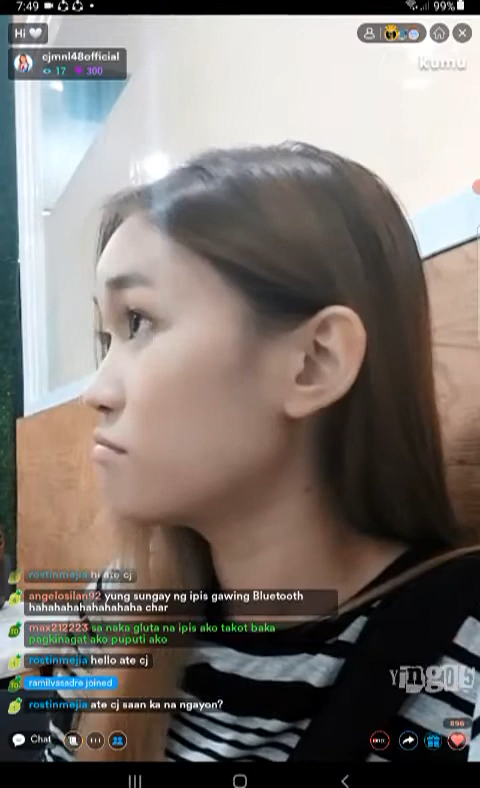 7:49
99%
Hi
cjmnl48official
17 300
kumu
rostinmejia hi ate cj
angelosilan92 yung sungay ng ipis gawing Bluetooth
hahahahahahahahaha char
max212223 sa naka gluta na ipis ako takot baka
pagkinagat ako puputi ako
rostinmejia hello ate cj
ramilvasadre joined
rostinmejia ate cj saan ka na ngayon?
Chat
896